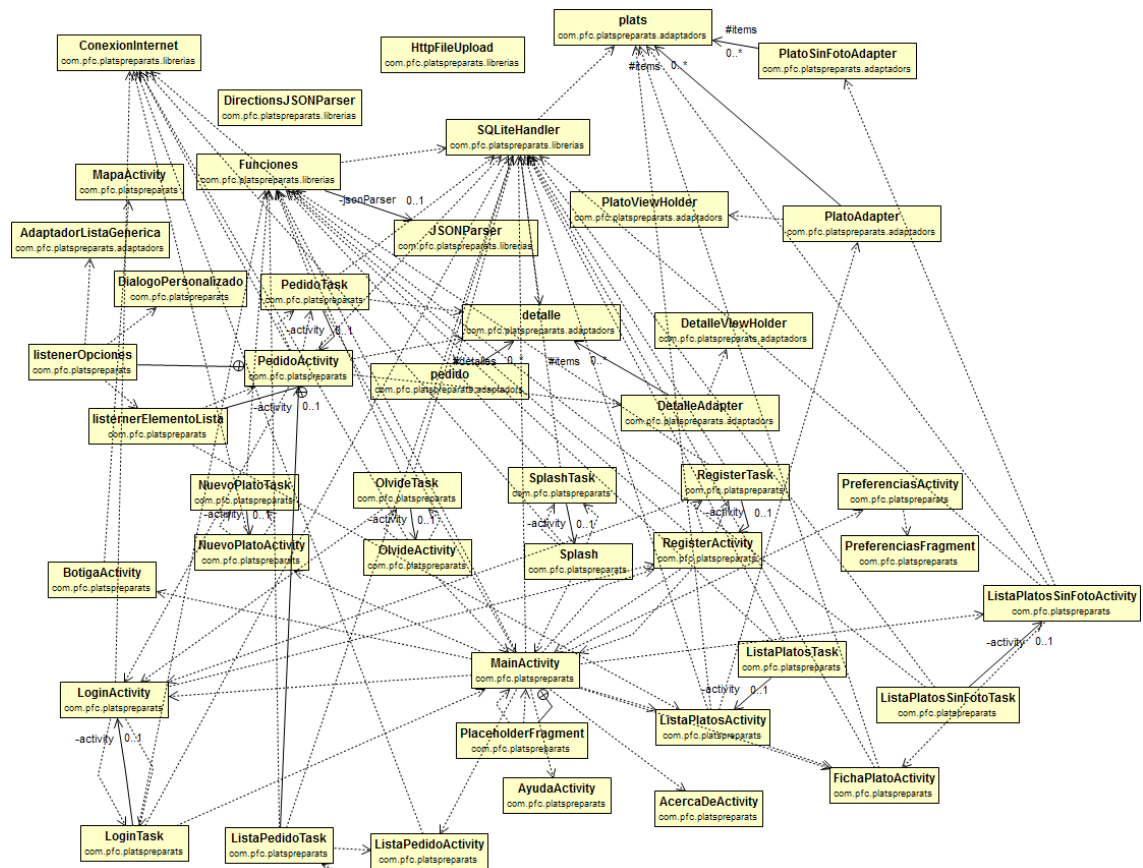 plats
com.pfc.platspreparats.adaptadors
#items
0..*
ConexionInternet
com.pfc.platspreparats.librerias
HttpFileUpload
com.pfc.platspreparats.librerias
PlatoSinFotoAdapter
com.pfc.platspreparats.adaptadors
#items
0..*
DirectionsJSONParser
com.pfc.platspreparats.librerias
SQLiteHandler
com.pfc.platspreparats.librerias
Funciones
com.pfc.platspreparats.librerias
MapaActivity
com.pfc.platspreparats
-jsonParser
0..1
PlatoViewHolder
com.pfc.platspreparats.adaptadors
PlatoAdapter
com.pfc.platspreparats.adaptadors
AdaptadorListaGenerica
com.pfc.platspreparats.adaptadors
JSONParser
com.pfc.platspreparats.librerias
DialogoPersonalizado
com.pfc.platspreparats
PedidoTask
com.pfc.platspreparats
detalle
com.pfc.platspreparats.adaptadors
DetalleViewHolder
com.pfc.platspreparats.adaptadors
-activity
0..1
listenerOpciones
com.pfc.platspreparats
PedidoActivity
com.pfc.platspreparats
#detalles
0..*
#items
0..*
pedido
com.pfc.platspreparats.adaptadors
listernerElementoLista
com.pfc.platspreparats
-activity
0..1
DetalleAdapter
com.pfc.platspreparats.adaptadors
NuevoPlatoTask
com.pfc.platspreparats
OlvideTask
com.pfc.platspreparats
SplashTask
com.pfc.platspreparats
RegisterTask
com.pfc.platspreparats
PreferenciasActivity
com.pfc.platspreparats
-activity
0..1
-activity
0..1
-activity
0..1
-activity
0..1
NuevoPlatoActivity
com.pfc.platspreparats
OlvideActivity
com.pfc.platspreparats
Splash
com.pfc.platspreparats
RegisterActivity
com.pfc.platspreparats
PreferenciasFragment
com.pfc.platspreparats
BotigaActivity
com.pfc.platspreparats
ListaPlatosSinFotoActivity
com.pfc.platspreparats
-activity
0..1
MainActivity
com.pfc.platspreparats
ListaPlatosTask
com.pfc.platspreparats
LoginActivity
com.pfc.platspreparats
-activity
0..1
ListaPlatosSinFotoTask
com.pfc.platspreparats
ListaPlatosActivity
com.pfc.platspreparats
-activity
0..1
PlaceholderFragment
com.pfc.platspreparats
FichaPlatoActivity
com.pfc.platspreparats
AyudaActivity
com.pfc.platspreparats
AcercaDeActivity
com.pfc.platspreparats
LoginTask
com.pfc.platspreparats
ListaPedidoTask
com.pfc.platspreparats
ListaPedidoActivity
com.pfc.platspreparats